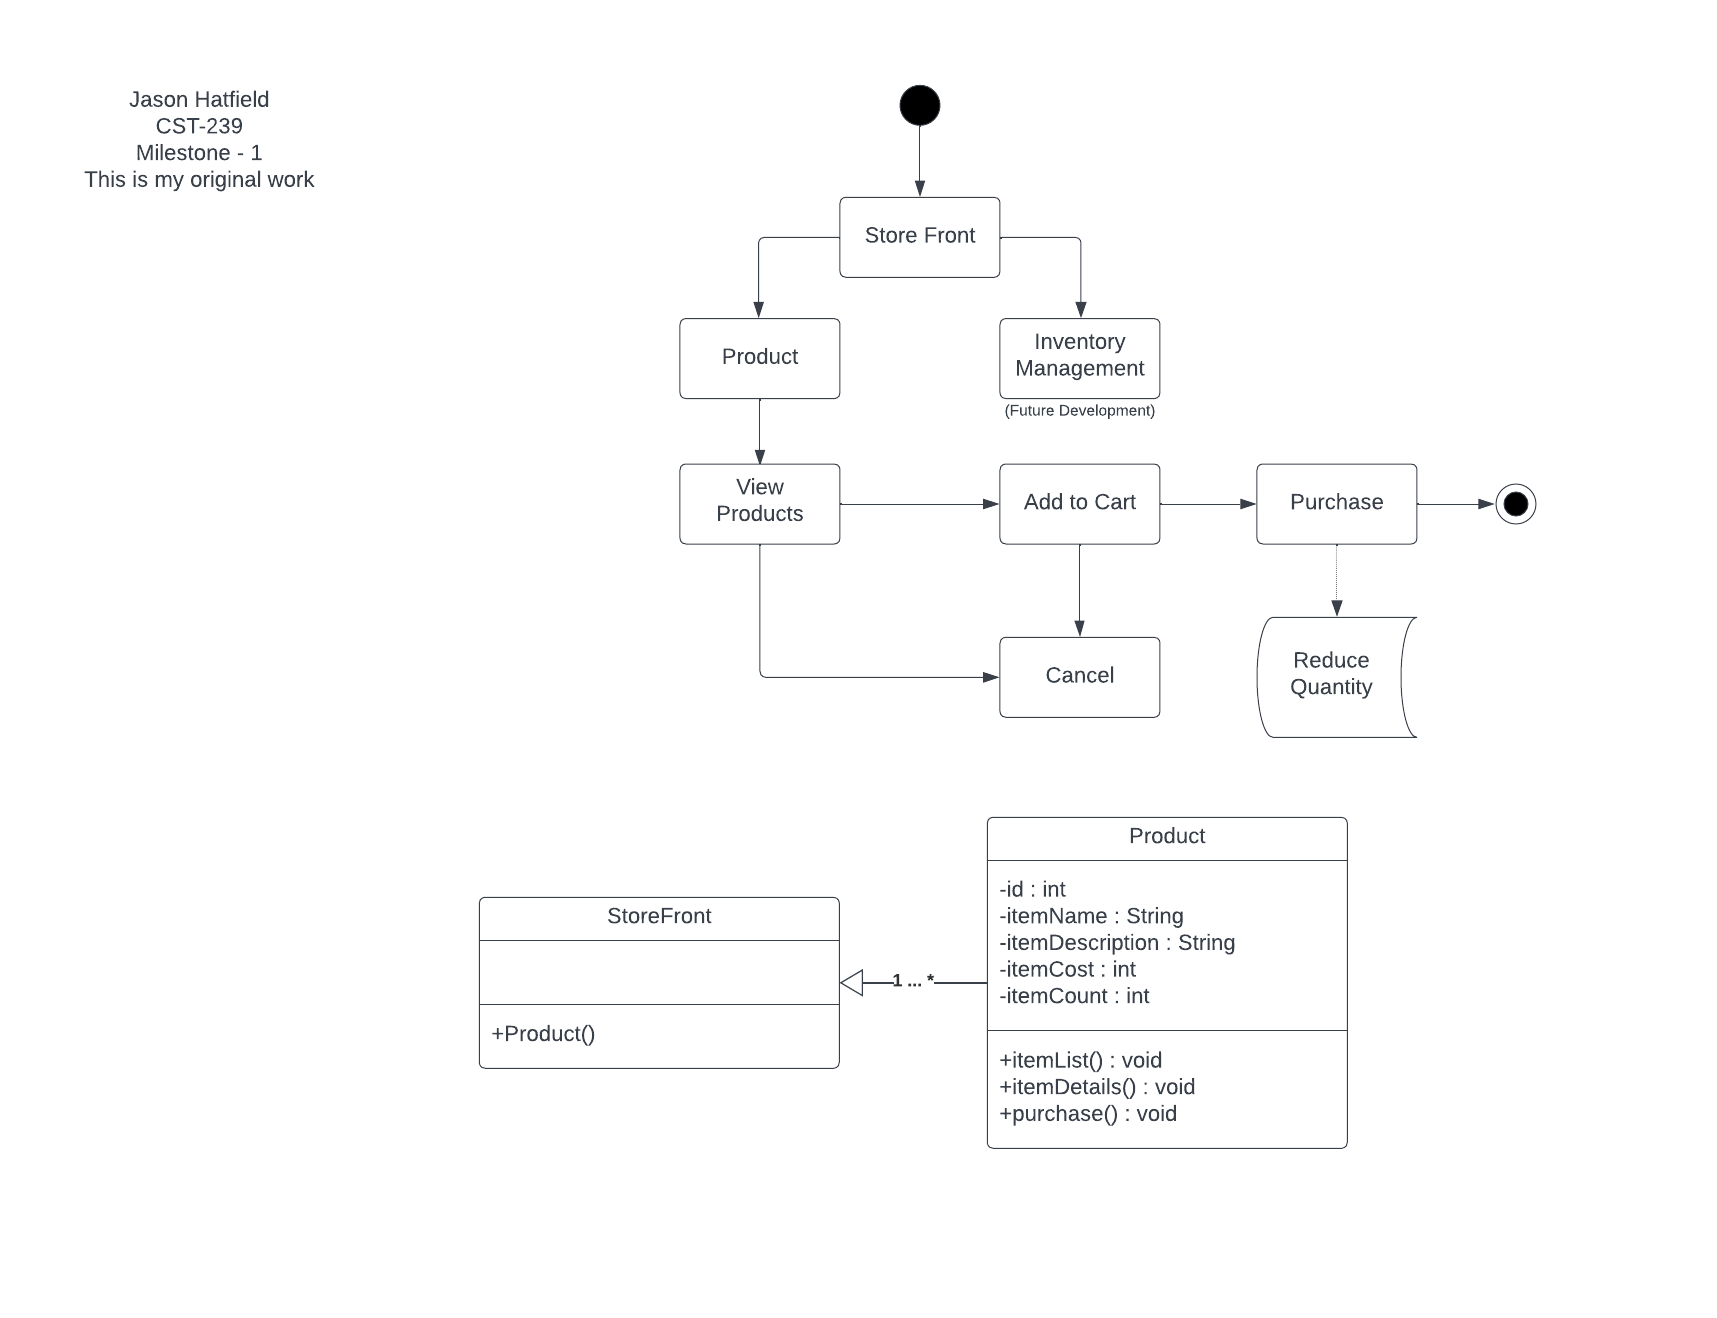 Jason Hatfield
CST-239
Milestone - 1
This is my original work
Store Front
Product
Inventory
Management
(Future Development)
View
Products
Add to Cart
Purchase
Cancel
Reduce
Quantity
StoreFront
+Product()
1 ... *
Product
-id : int
-itemName : String
-itemDescription : String
-itemCost : int
-itemCount : int
+itemList() : void
+itemDetails() : void
+purchase() : void